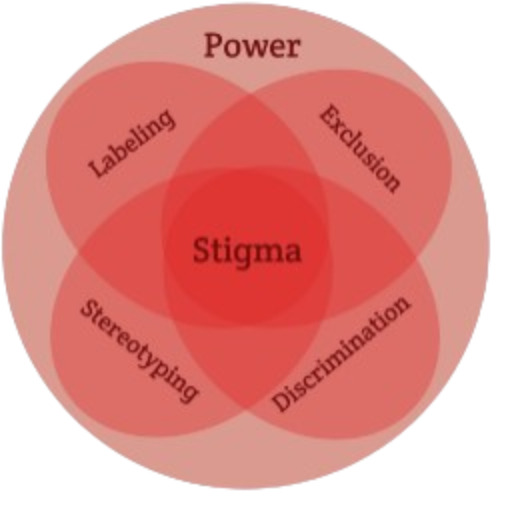 Power
Labeling
Exclusion
Stigma
Stereotyping
Discrimination